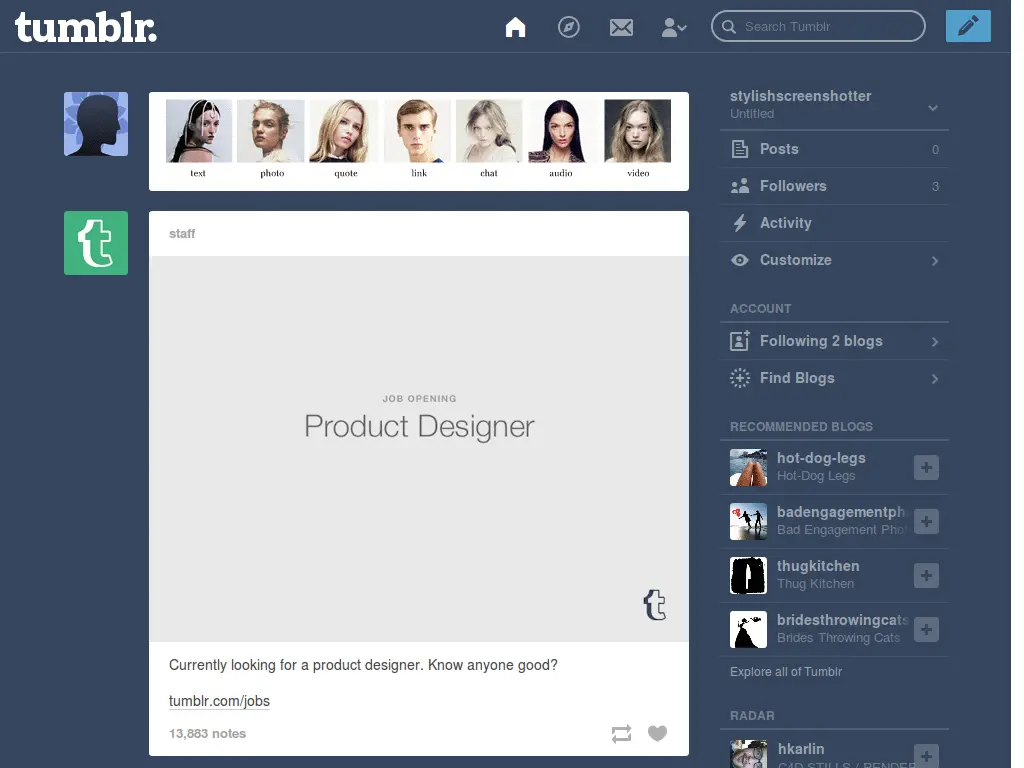 tumblr.
Search Tumblr
text photo quote link chat audio video
staff
JOB OPENING
Product Designer
Currently looking for a product designer. Know anyone good?
tumblr.com/jobs
13,883 notes
stylishscreenshotter
Untitled
Posts 0
Followers 3
Activity
Customize
ACCOUNT
Following 2 blogs
Find Blogs
RECOMMENDED BLOGS
hot-dog-legs
Hot-Dog Legs
badengagementph
Bad Engagement Phot
thugkitchen
Thug Kitchen
bridesthrowingcats
Brides Throwing Cats
Explore all of Tumblr
RADAR
hkarlin
C4D STILLS / RENDER